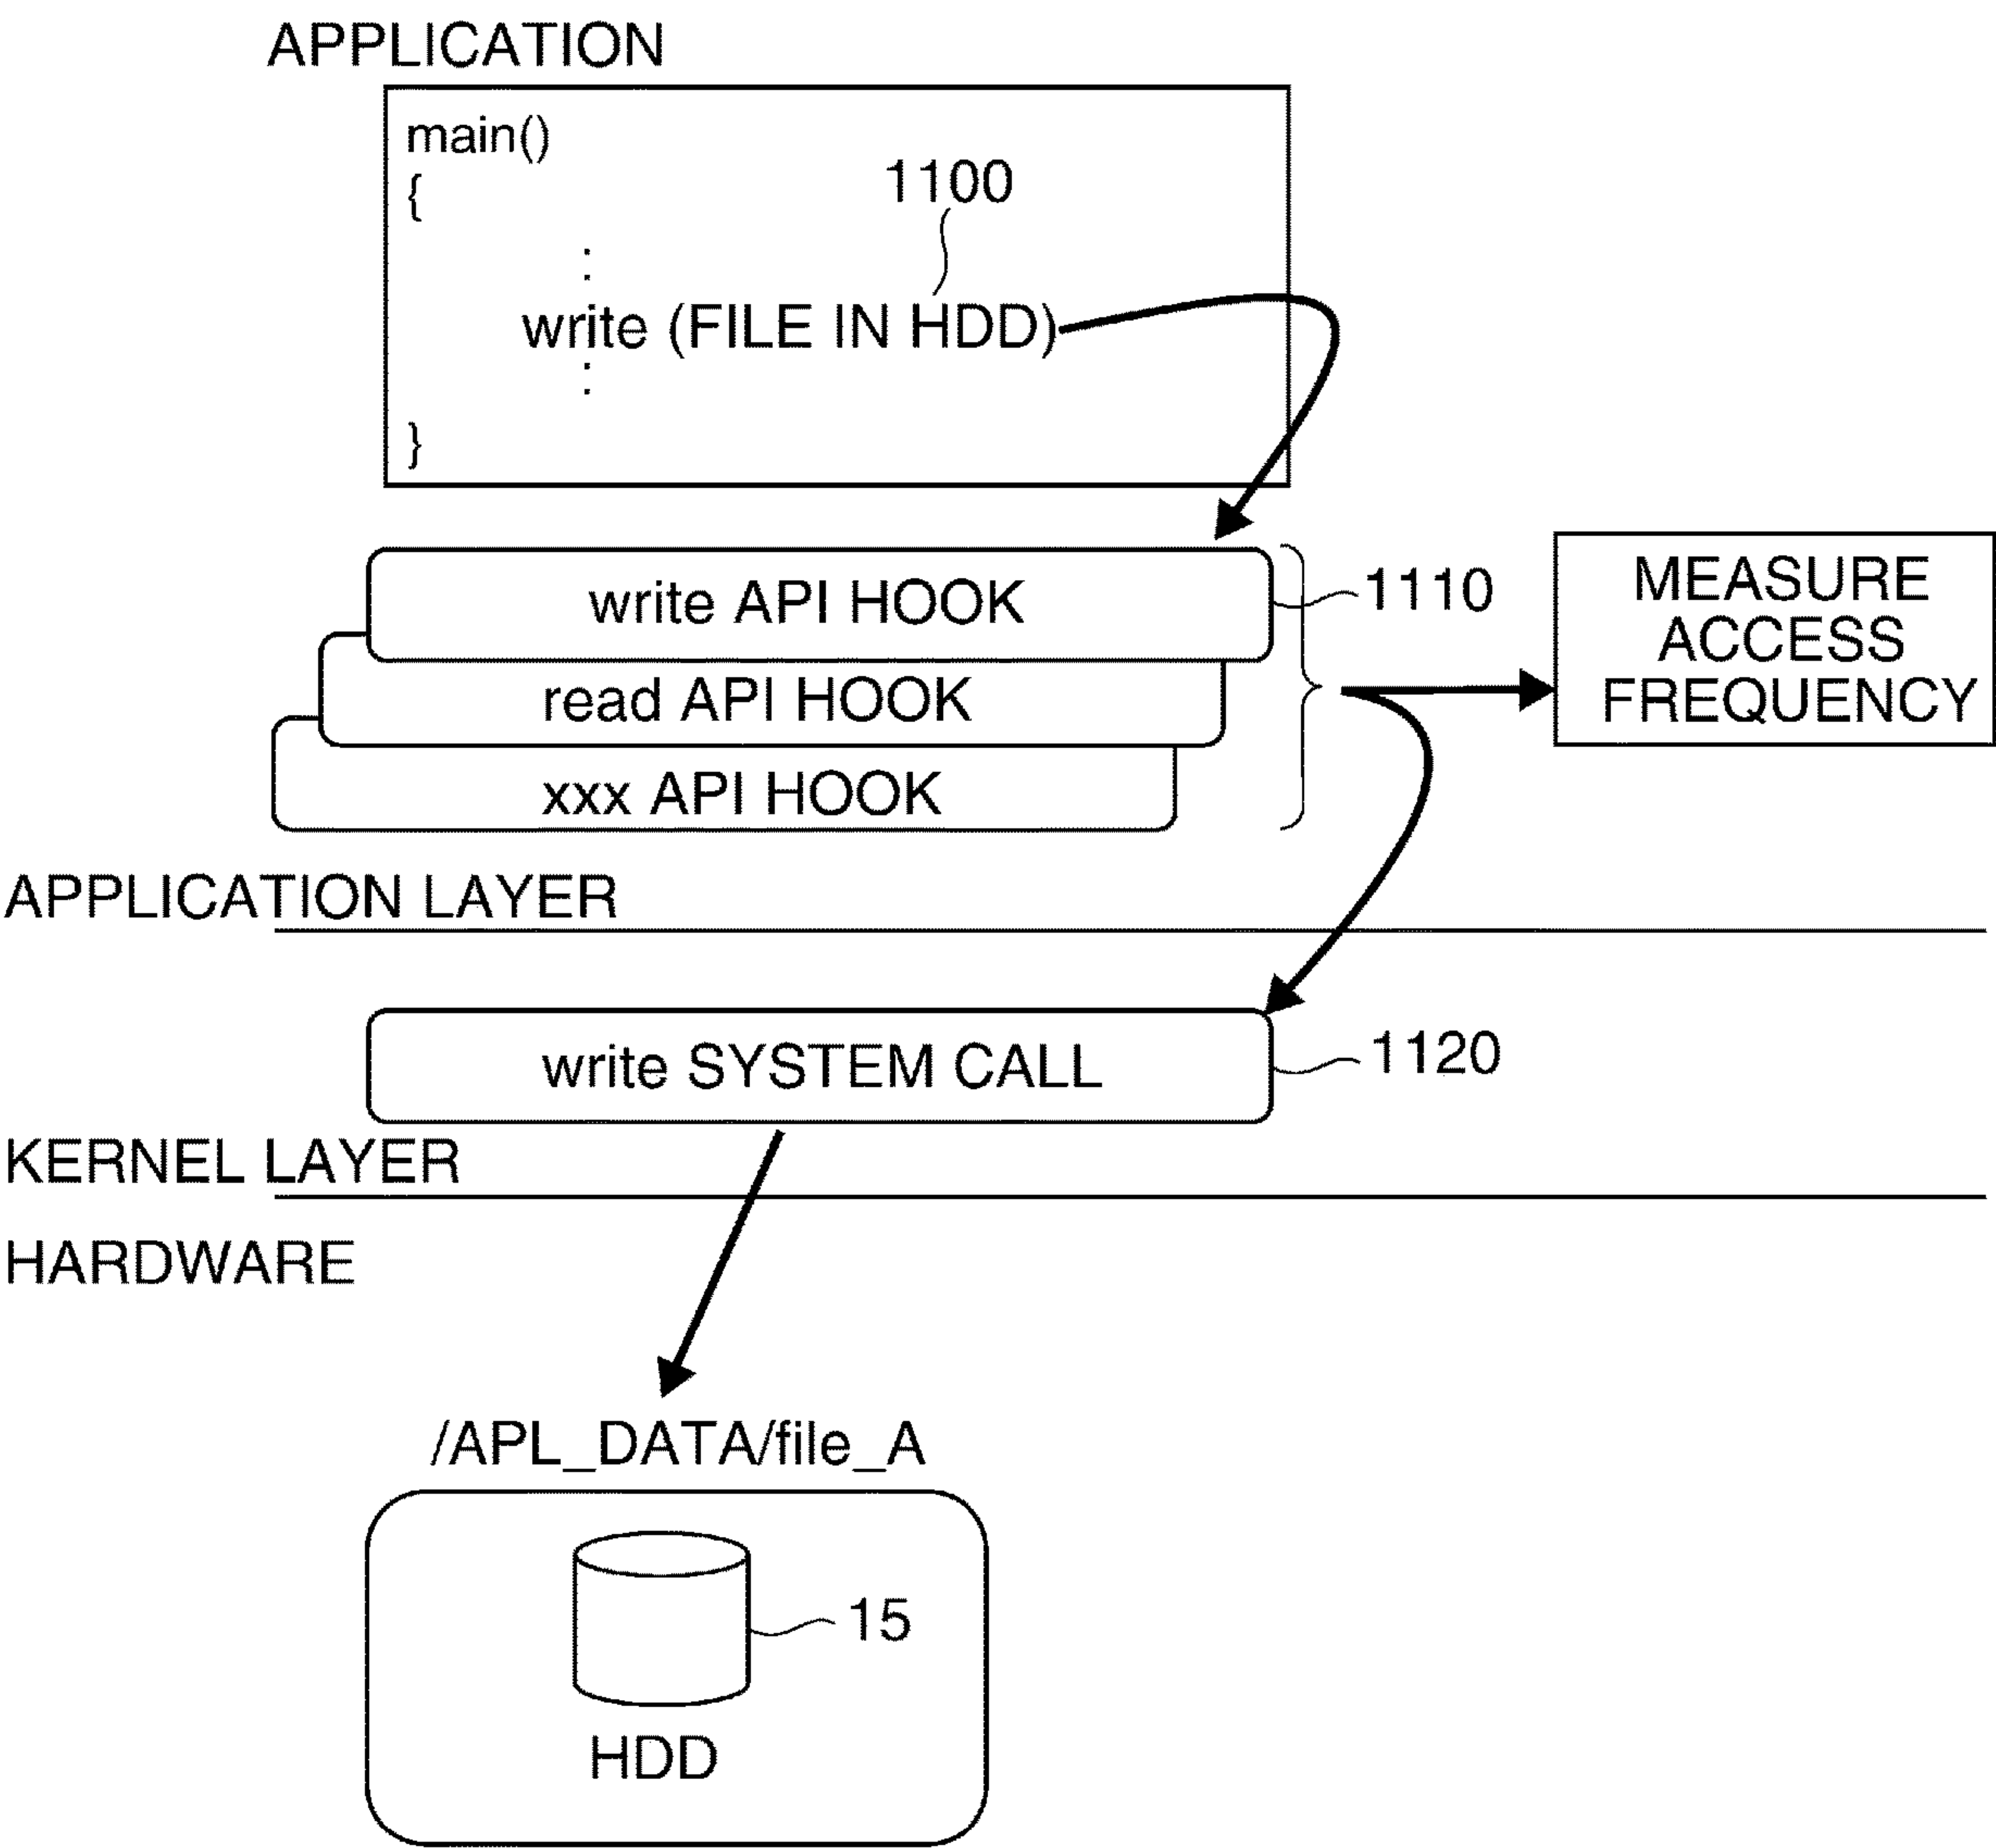 APPLICATION
main()
{
1100
:
write (FILE IN HDD)
:
}
write API HOOK
1110
read API HOOK
xxx API HOOK
MEASURE
ACCESS
FREQUENCY
APPLICATION LAYER
write SYSTEM CALL
1120
KERNEL LAYER
HARDWARE
/APL_DATA/file_A
15
HDD